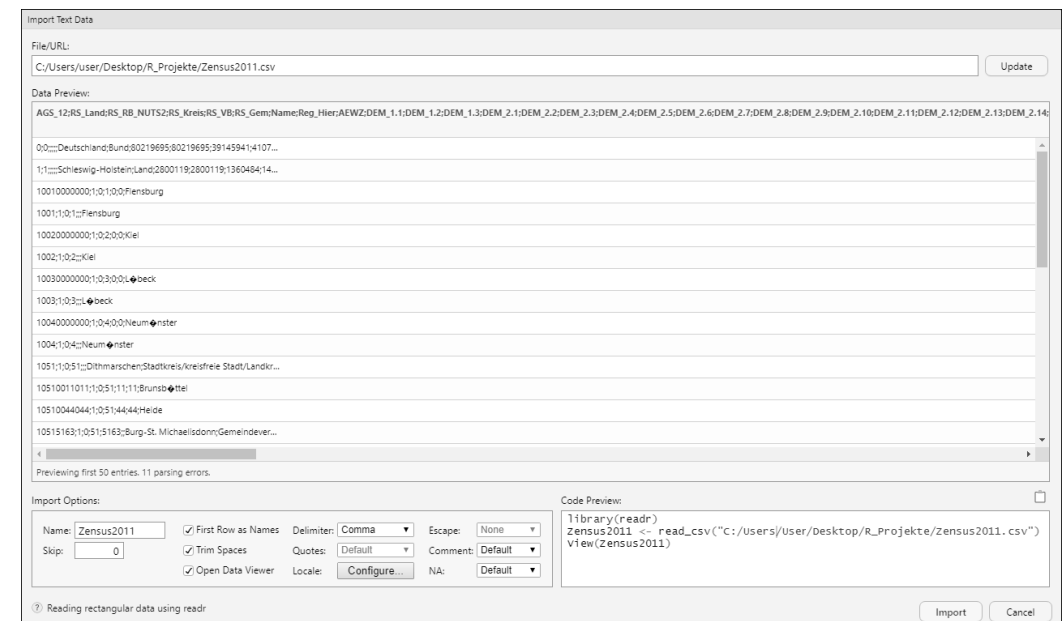 Import Text Data
File/URL:
C:/Users/user/Desktop/R_Projekte/Zensus2011.csv
Update
Data Preview:
AGS_12;RS_Land;RS_RB_NUTS2;RS_Kreis;RS_VB;RS_Gem;Name;Reg_Hier;AEWZ;DEM_1.1;DEM_1.2;DEM_1.3;DEM_2.1;DEM_2.2;DEM_2.3;DEM_2.4;DEM_2.5;DEM_2.6;DEM_2.7;DEM_2.8;DEM_2.9;DEM_2.10;DEM_2.11;DEM_2.12;DEM_2.13;DEM_2.14;
0;0;;;;;Deutschland;Bund;80219695;80219695;39145941;4107...
1;1;;;;;Schleswig-Holstein;Land;2800119;2800119;1360484;14...
10010000000;1;0;1;0;0;Flensburg
1001;1;0;1;;;Flensburg
10020000000;1;0;2;0;0;Kiel
1002;1;0;2;;;Kiel
10030000000;1;0;3;0;0;L�beck
1003;1;0;3;;;L�beck
10040000000;1;0;4;0;0;Neum�nster
1004;1;0;4;;;Neum�nster
1051;1;0;51;;;Dithmarschen;Stadtkreis/kreisfreie Stadt/Landkr...
10510011011;1;0;51;11;11;Brunsb�ttel
10510044044;1;0;51;44;44;Heide
10515163;1;0;51;5163;;Burg-St. Michaelisdonn;Gemeindever...
Previewing first 50 entries. 11 parsing errors.
Import Options:
Name: Zensus2011
Skip: 0
First Row as Names
Trim Spaces
Open Data Viewer
Delimiter: Comma
Quotes: Default
Locale: Configure...
Escape: None
Comment: Default
NA: Default
Code Preview:
library(readr)
Zensus2011 <- read_csv("C:/Users/User/Desktop/R_Projekte/Zensus2011.csv")
View(Zensus2011)
? Reading rectangular data using readr
Import
Cancel